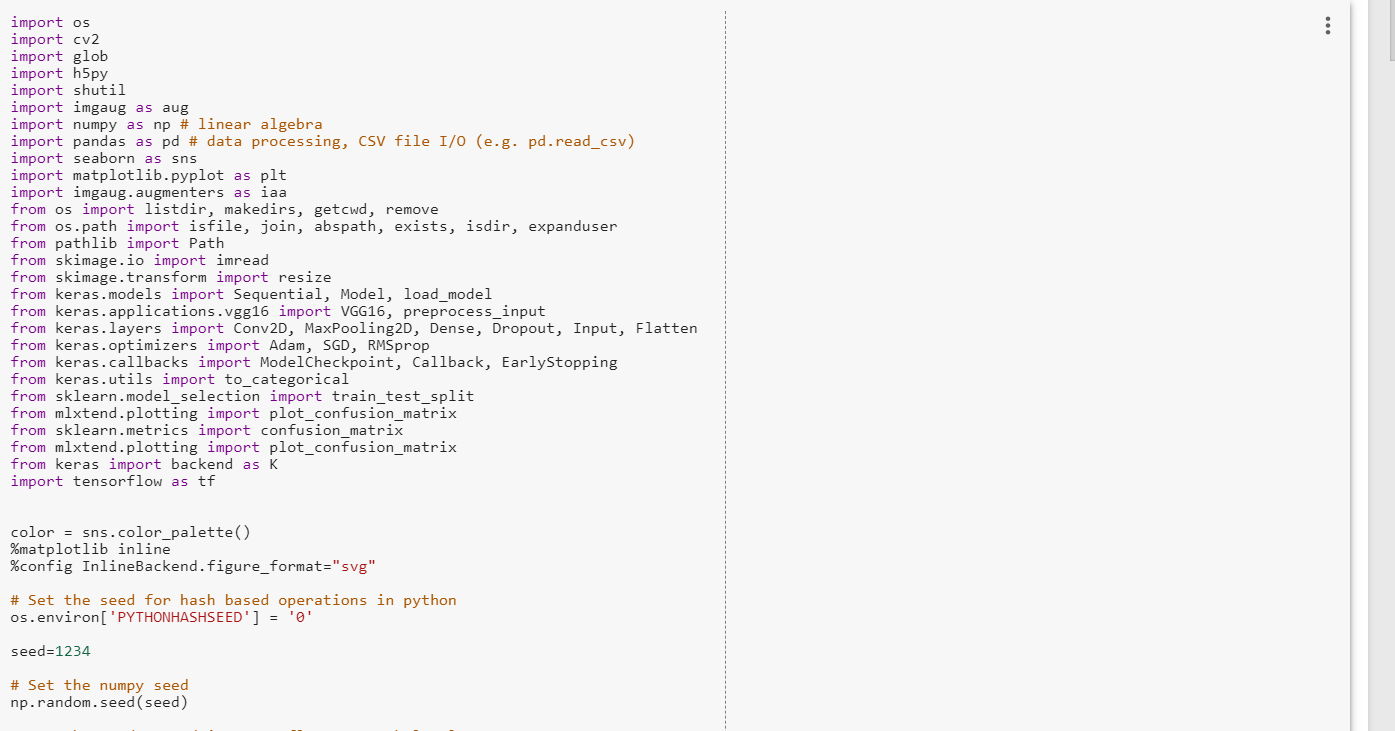 import os
import cv2
import glob
import h5py
import shutil
import imgaug as aug
import numpy as np # linear algebra
import pandas as pd # data processing, CSV file I/O (e.g. pd.read_csv)
import seaborn as sns
import matplotlib.pyplot as plt
import imgaug.augmenters as iaa
from os import listdir, makedirs, getcwd, remove
from os.path import isfile, join, abspath, exists, isdir, expanduser
from pathlib import Path
from skimage.io import imread
from skimage.transform import resize
from keras.models import Sequential, Model, load_model
from keras.applications.vgg16 import VGG16, preprocess_input
from keras.layers import Conv2D, MaxPooling2D, Dense, Dropout, Input, Flatten
from keras.optimizers import Adam, SGD, RMSprop
from keras.callbacks import ModelCheckpoint, Callback, EarlyStopping
from keras.utils import to_categorical
from sklearn.model_selection import train_test_split
from mlxtend.plotting import plot_confusion_matrix
from sklearn.metrics import confusion_matrix
from mlxtend.plotting import plot_confusion_matrix
from keras import backend as K
import tensorflow as tf
color = sns.color_palette()
%matplotlib inline
%config InlineBackend.figure_format="svg"
# Set the seed for hash based operations in python
os.environ['PYTHONHASHSEED'] = '0'
seed=1234
# Set the numpy seed
np.random.seed(seed)